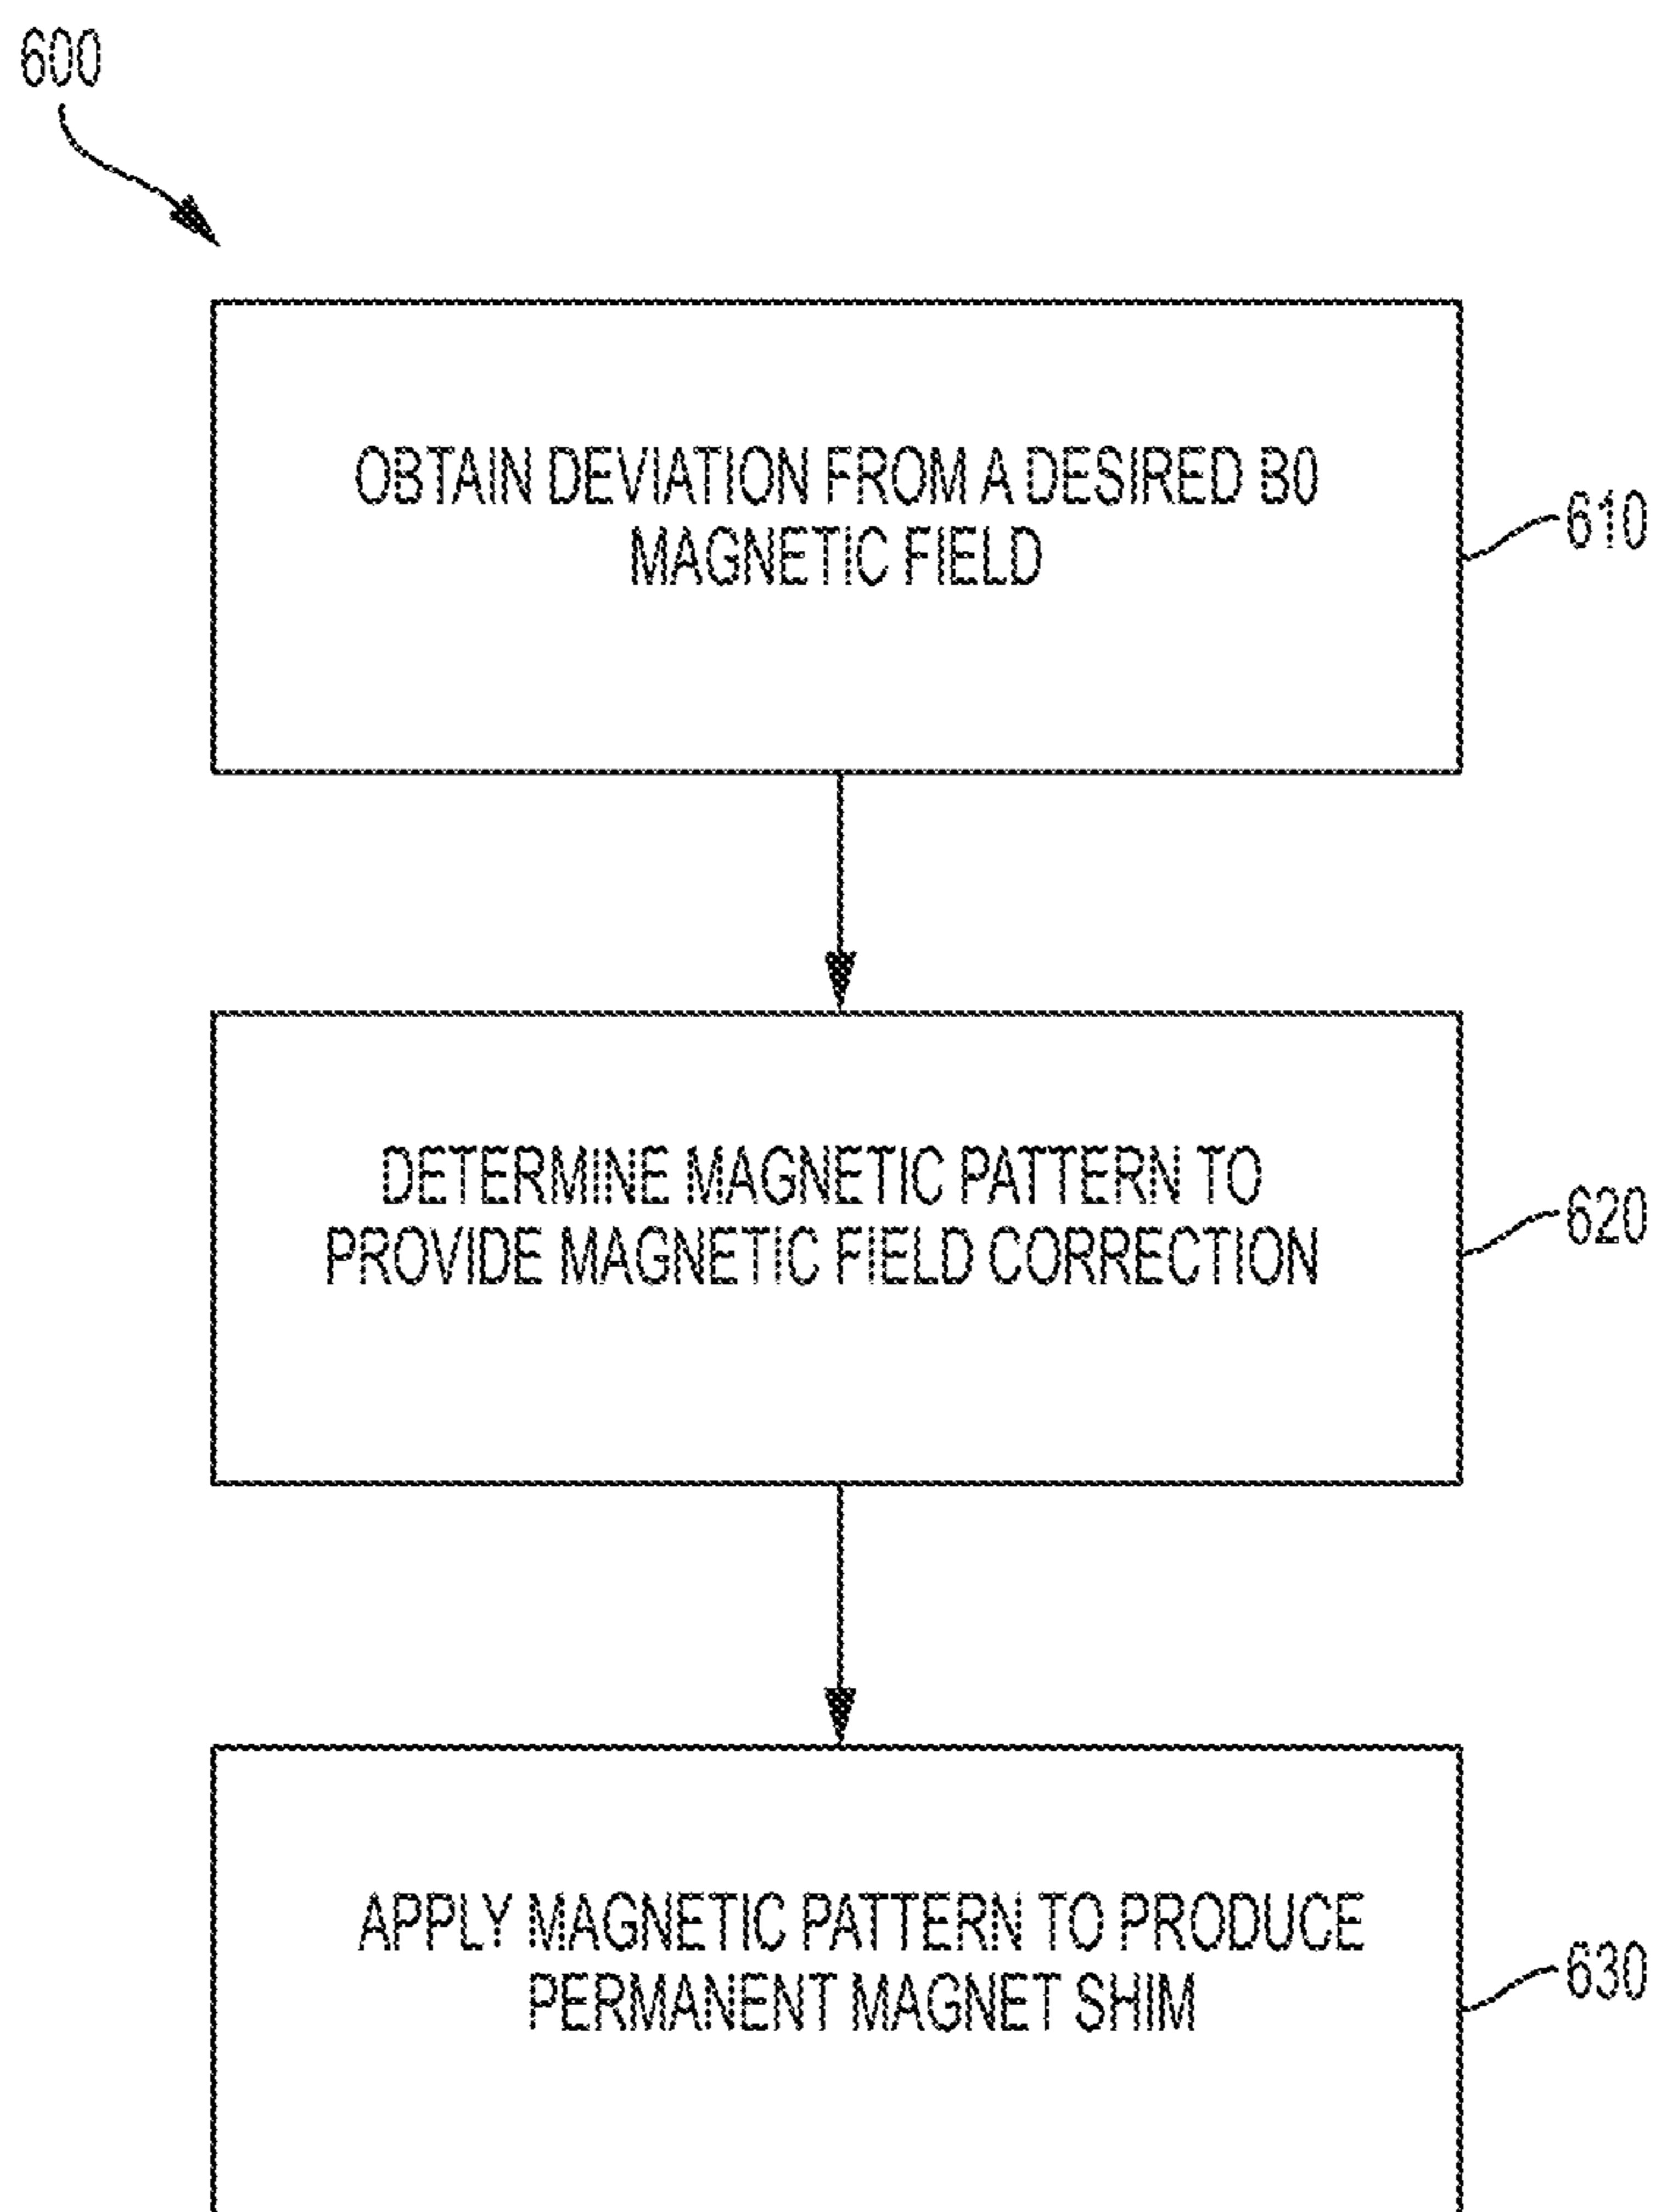 600
OBTAIN DEVIATION FROM A DESIRED B0
MAGNETIC FIELD
610
DETERMINE MAGNETIC PATTERN TO
PROVIDE MAGNETIC FIELD CORRECTION
620
APPLY MAGNETIC PATTERN TO PRODUCE
PERMANENT MAGNET SHIM
630